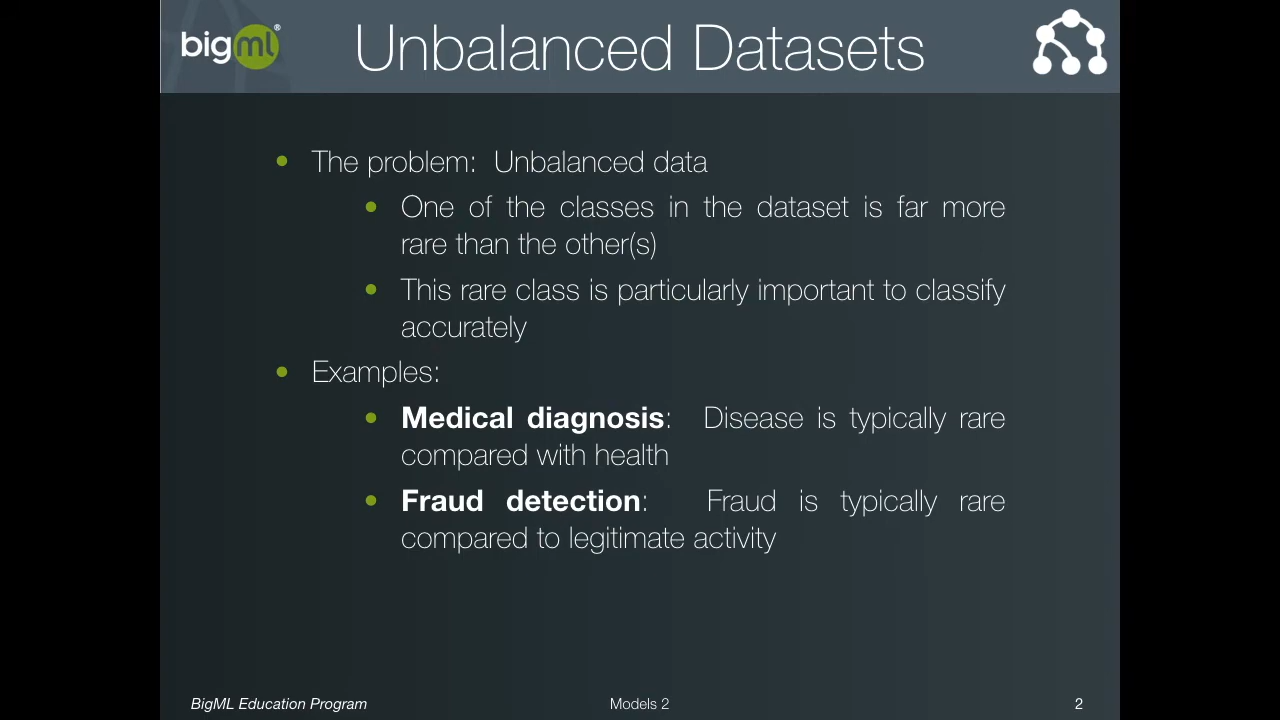 bigml®
Unbalanced Datasets
• The problem: Unbalanced data
• One of the classes in the dataset is far more
rare than the other(s)
• This rare class is particularly important to classify
accurately
• Examples:
• Medical diagnosis: Disease is typically rare
compared with health
• Fraud detection: Fraud is typically rare
compared to legitimate activity
BigML Education Program
Models 2
2